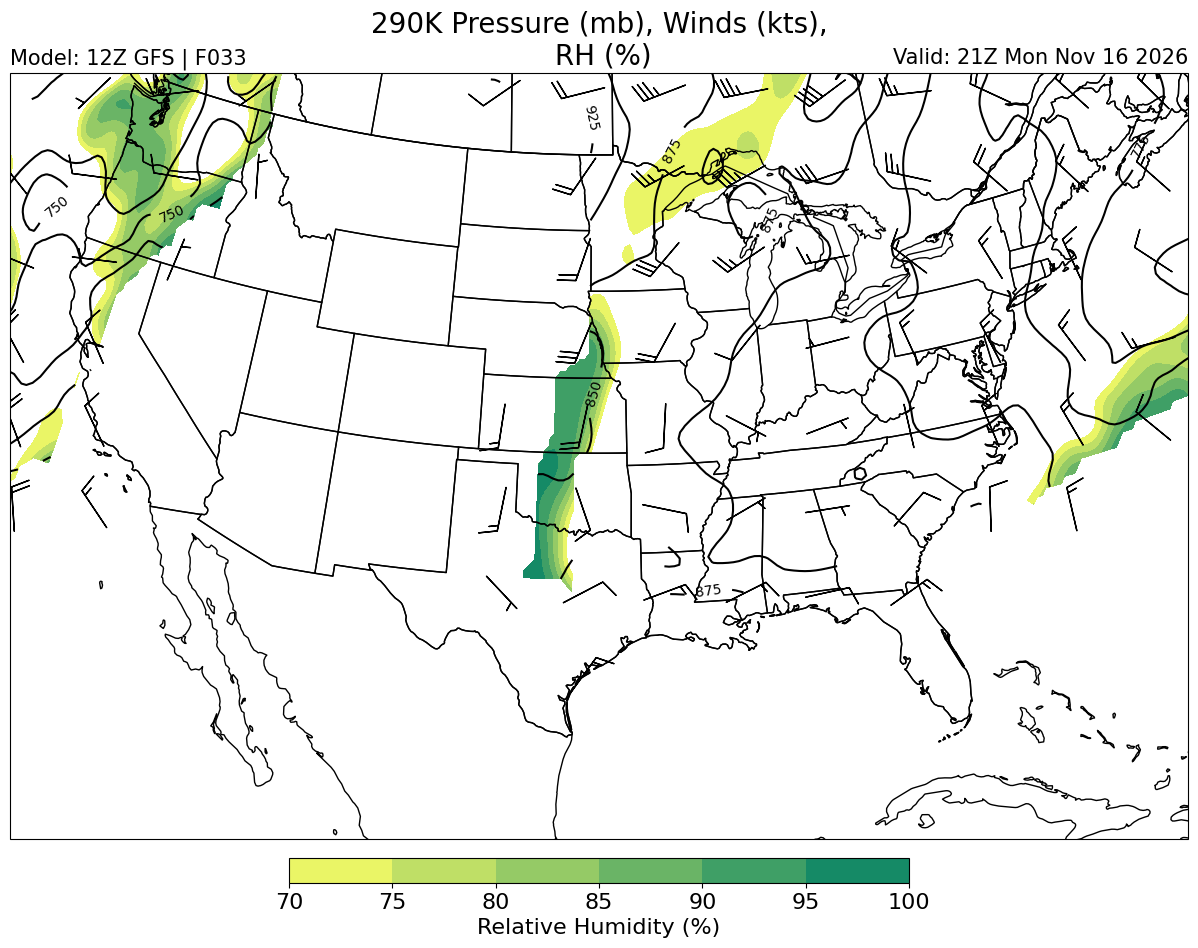 290K Pressure (mb), Winds (kts),
RH (%)
Model: 12Z GFS | F033
Valid: 21Z Mon Nov 16 2026
925
875
750
750
875
850
875
70 75 80 85 90 95 100
Relative Humidity (%)